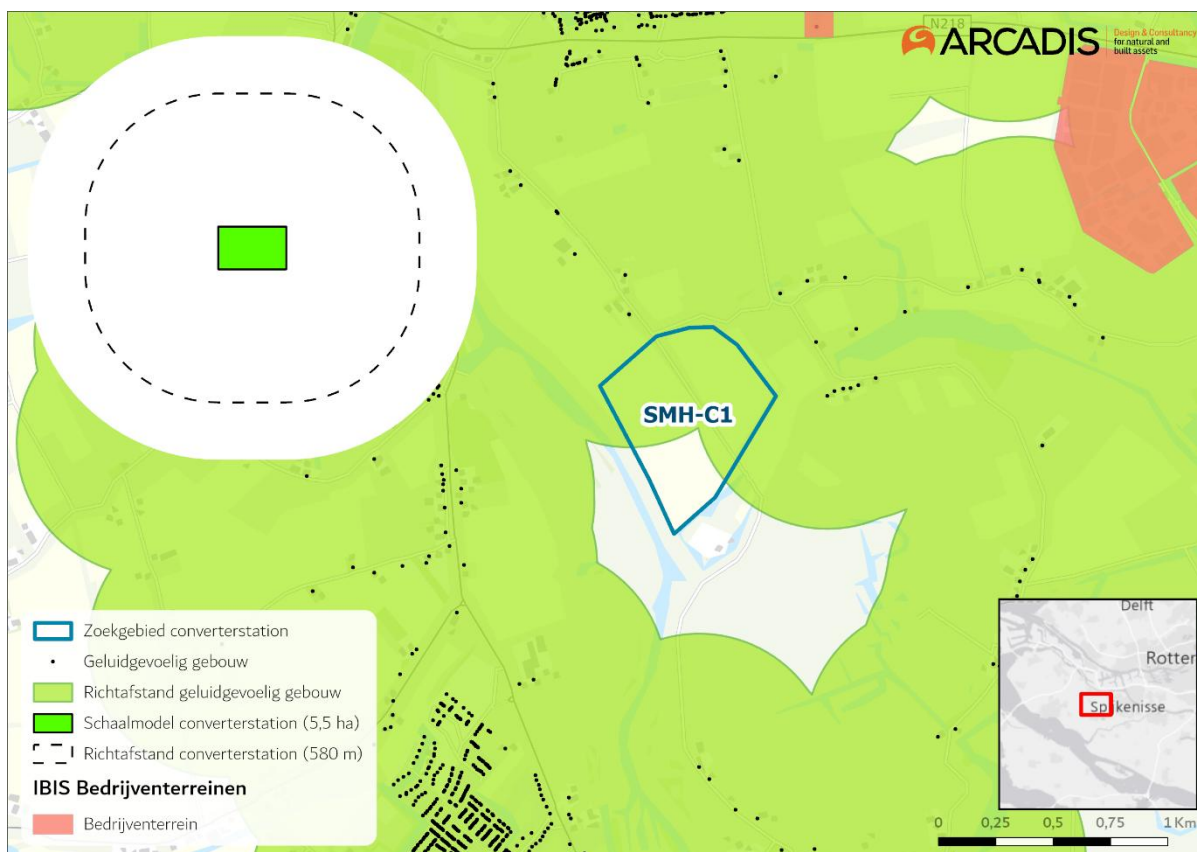 N218
ARCADIS
Design & Consultancy
for natural and
built assets
SMH-C1
Zoekgebied converterstation
Geluidgevoelig gebouw
Richtafstand geluidgevoelig gebouw
Schaalmodel converterstation (5,5 ha)
Richtafstand converterstation (580 m)
IBIS Bedrijventerreinen
Bedrijventerrein
Delft
Rotter
Spijkenisse
0 0,25 0,5 0,75 1 Km